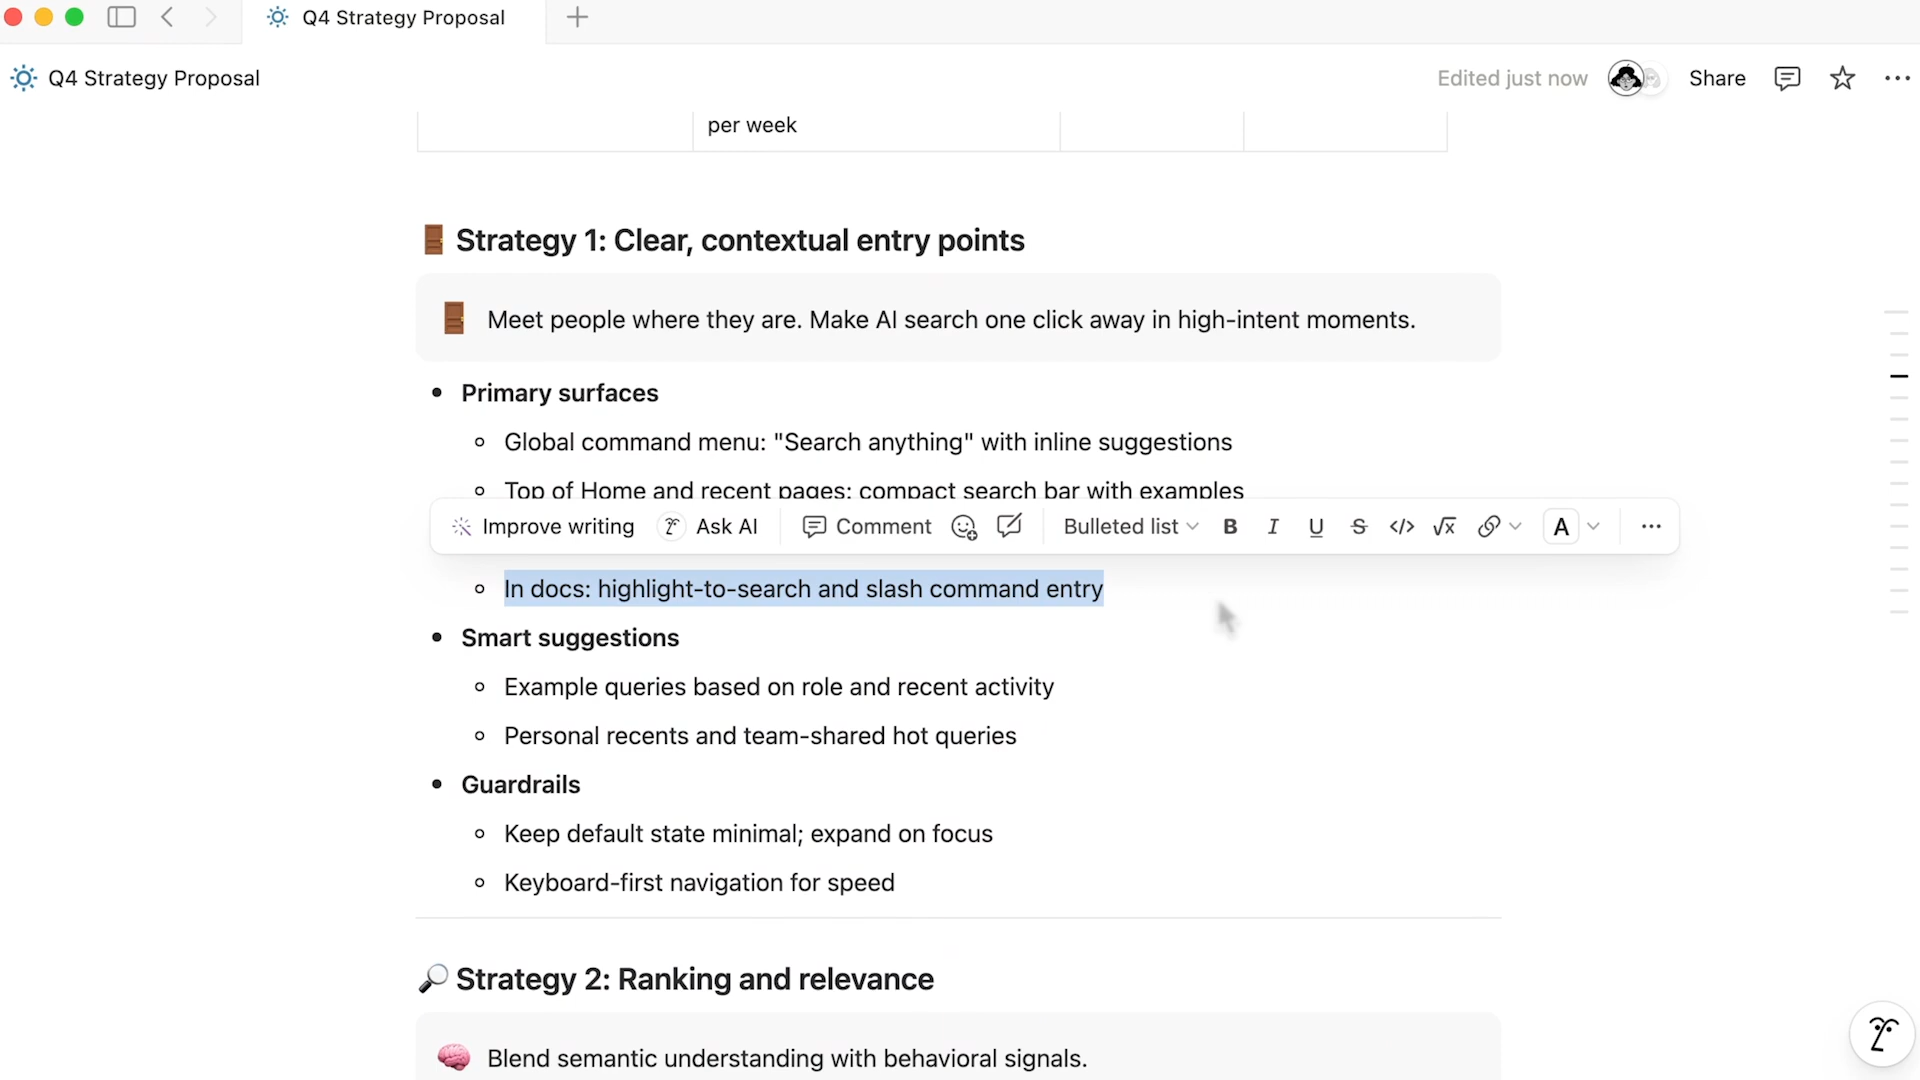 Q4 Strategy Proposal
Q4 Strategy Proposal
Edited just now
Share
per week
Strategy 1: Clear, contextual entry points
Meet people where they are. Make AI search one click away in high-intent moments.
Primary surfaces
Global command menu: "Search anything" with inline suggestions
Top of Home and recent pages: compact search bar with examples
Improve writing Ask AI Comment Bulleted list B I U S </> √x A
In docs: highlight-to-search and slash command entry
Smart suggestions
Example queries based on role and recent activity
Personal recents and team-shared hot queries
Guardrails
Keep default state minimal; expand on focus
Keyboard-first navigation for speed
Strategy 2: Ranking and relevance
Blend semantic understanding with behavioral signals.